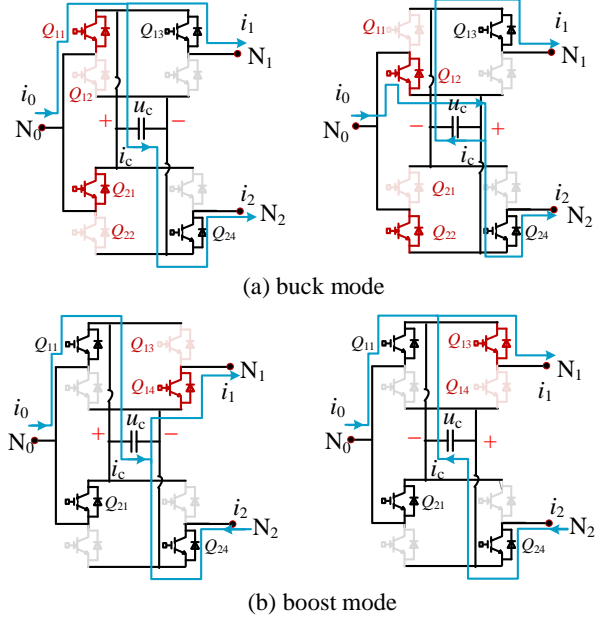 Q11 Q13 i1
N1
Q12
i0
N0
+ uc −
ic
Q21
i2
N2
Q22 Q24
Q11 Q13 i1
N1
Q12
i0
N0
− uc +
ic
Q21
i2
N2
Q22 Q24
(a) buck mode
Q11 Q13
N1
Q14 i1
i0
N0
+ uc −
ic
Q21 i2
N2
Q24
Q11 Q13
N1
Q14 i1
i0
N0
− uc +
ic
Q21 i2
N2
Q24
(b) boost mode